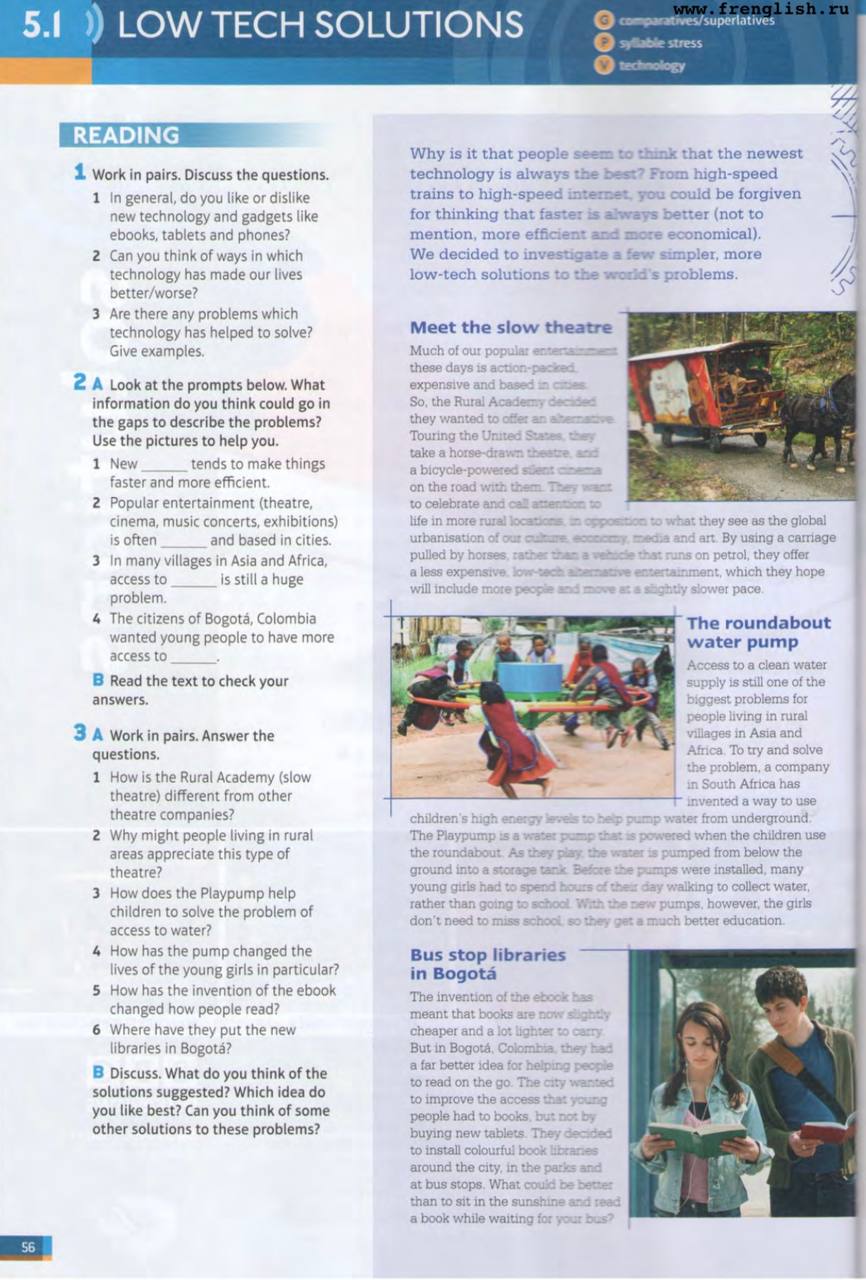 www.frenglish.ru
5.1 )) LOW TECH SOLUTIONS
G comparatives/superlatives
P syllable stress
V technology
READING
1 Work in pairs. Discuss the questions.
1 In general, do you like or dislike
new technology and gadgets like
ebooks, tablets and phones?
2 Can you think of ways in which
technology has made our lives
better/worse?
3 Are there any problems which
technology has helped to solve?
Give examples.
2 A Look at the prompts below. What
information do you think could go in
the gaps to describe the problems?
Use the pictures to help you.
1 New ______ tends to make things
faster and more efficient.
2 Popular entertainment (theatre,
cinema, music concerts, exhibitions)
is often ______ and based in cities.
3 In many villages in Asia and Africa,
access to ______ is still a huge
problem.
4 The citizens of Bogotá, Colombia
wanted young people to have more
access to ______.
B Read the text to check your
answers.
3 A Work in pairs. Answer the
questions.
1 How is the Rural Academy (slow
theatre) different from other
theatre companies?
2 Why might people living in rural
areas appreciate this type of
theatre?
3 How does the Playpump help
children to solve the problem of
access to water?
4 How has the pump changed the
lives of the young girls in particular?
5 How has the invention of the ebook
changed how people read?
6 Where have they put the new
libraries in Bogotá?
B Discuss. What do you think of the
solutions suggested? Which idea do
you like best? Can you think of some
other solutions to these problems?
56
Why is it that people seem to think that the newest
technology is always the best? From high-speed
trains to high-speed internet, you could be forgiven
for thinking that faster is always better (not to
mention, more efficient and more economical).
We decided to investigate a few simpler, more
low-tech solutions to the world's problems.
Meet the slow theatre
Much of our popular entertainment
these days is action-packed,
expensive and based in cities.
So, the Rural Academy decided
they wanted to offer an alternative.
Touring the United States, they
take a horse-drawn theatre, and
a bicycle-powered silent cinema
on the road with them. They want
to celebrate and call attention to
life in more rural locations, in opposition to what they see as the global
urbanisation of our culture, economy, media and art. By using a carriage
pulled by horses, rather than a vehicle that runs on petrol, they offer
a less expensive, low-tech alternative entertainment, which they hope
will include more people and move at a slightly slower pace.
The roundabout
water pump
Access to a clean water
supply is still one of the
biggest problems for
people living in rural
villages in Asia and
Africa. To try and solve
the problem, a company
in South Africa has
invented a way to use
children's high energy levels to help pump water from underground.
The Playpump is a water pump that is powered when the children use
the roundabout. As they play, the water is pumped from below the
ground into a storage tank. Before the pumps were installed, many
young girls had to spend hours of their day walking to collect water,
rather than going to school. With the new pumps, however, the girls
don't need to miss school, so they get a much better education.
Bus stop libraries
in Bogotá
The invention of the ebook has
meant that books are now slightly
cheaper and a lot lighter to carry.
But in Bogotá, Colombia, they had
a far better idea for helping people
to read on the go. The city wanted
to improve the access that young
people had to books, but not by
buying new tablets. They decided
to install colourful book libraries
around the city, in the parks and
at bus stops. What could be better
than to sit in the sunshine and read
a book while waiting for your bus?